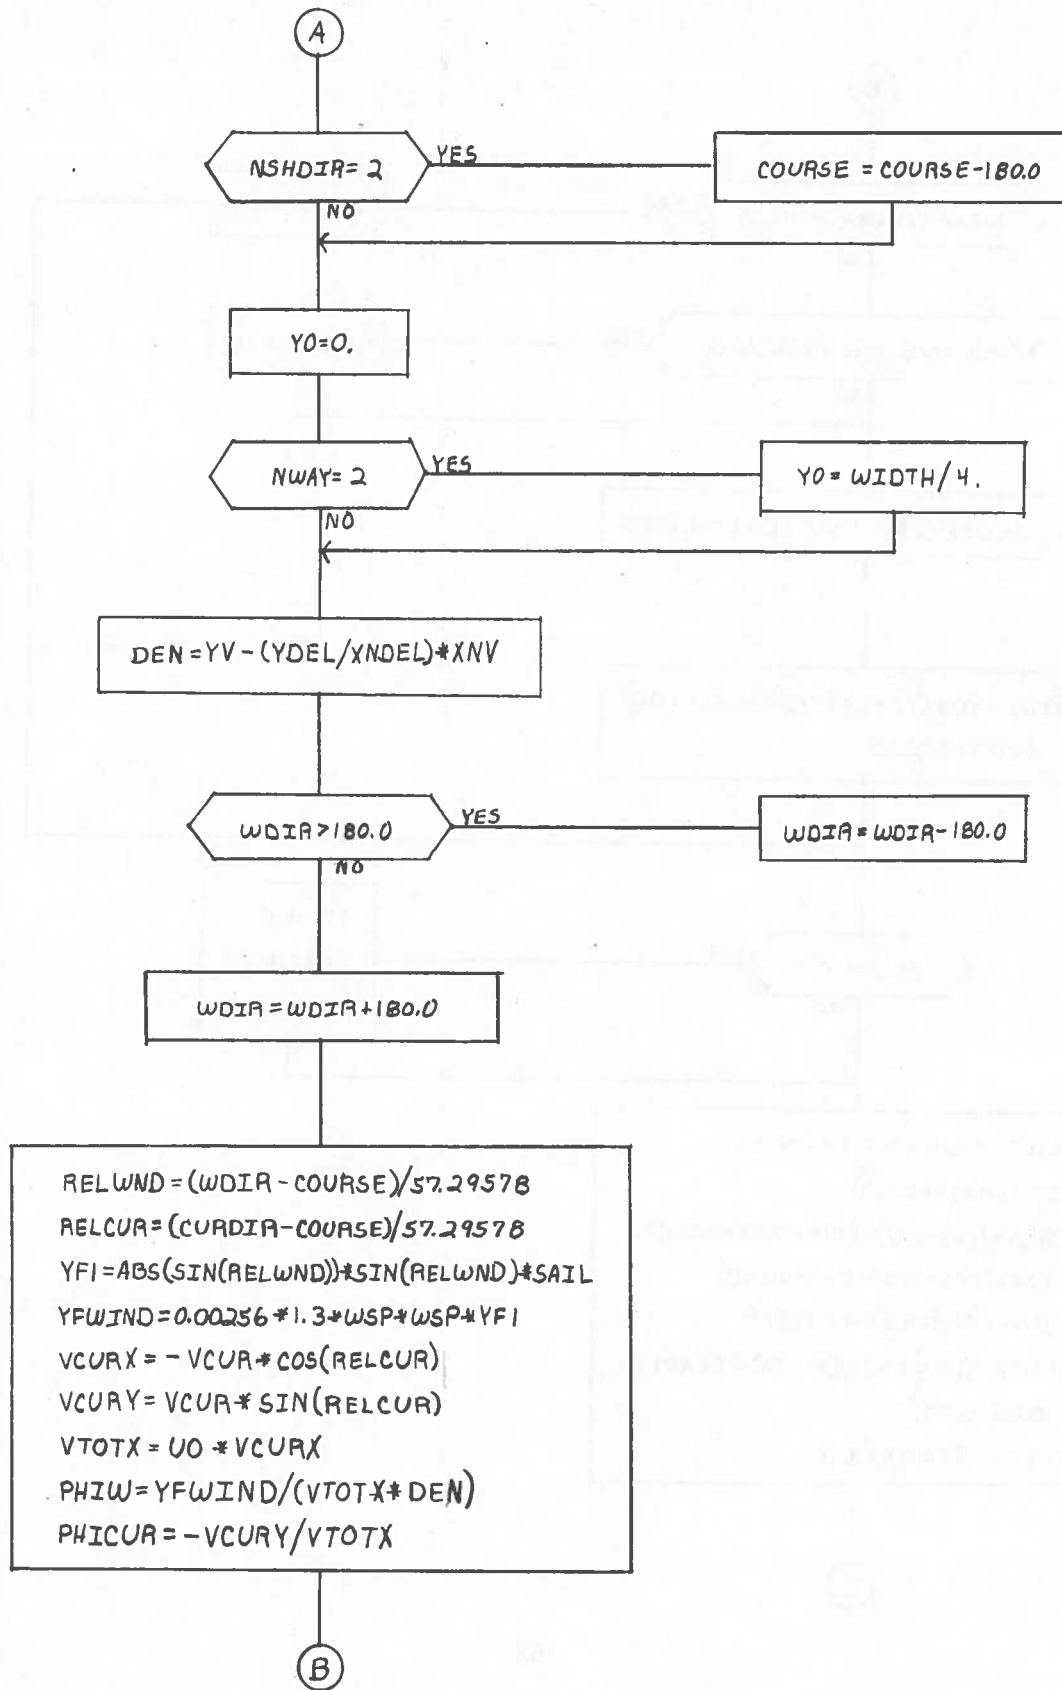 A
NSHDIR= 2
YES
COURSE = COURSE-180.0
NO
YO=0.
NWAY= 2
YES
YO= WIDTH/4.
NO
DEN=YV-(YDEL/XNDEL)*XNV
WDIR>180.0
YES
WDIR=WDIR-180.0
NO
WDIR=WDIR+180.0
RELWND=(WDIR-COURSE)/57.29578
RELCUR=(CURDIR-COURSE)/57.29578
YF1=ABS(SIN(RELWND))*SIN(RELWND)*SAIL
YFWIND=0.00256*1.3*WSP*WSP*YF1
VCURX=-VCUR*COS(RELCUR)
VCURY=VCUR*SIN(RELCUR)
VTOTX=UO*VCURX
PHIW=YFWIND/(VTOTX*DEN)
PHICUR=-VCURY/VTOTX
B